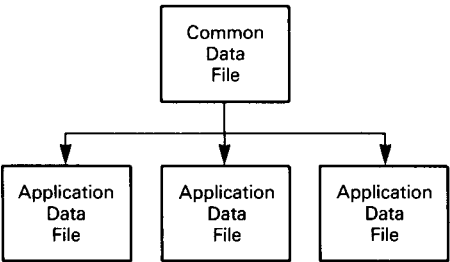 Common
Data
File
Application
Data
File
Application
Data
File
Application
Data
File